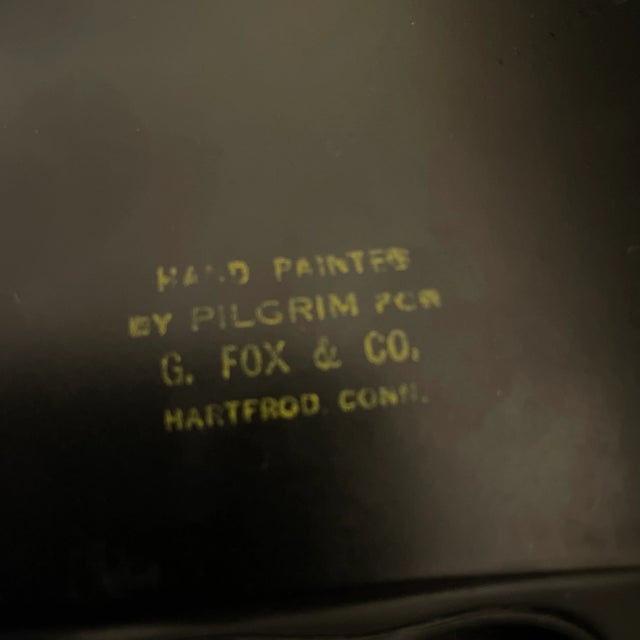 HAND PAINTED
BY PILGRIM FOR
G. FOX & CO.
HARTFROD, CONN.